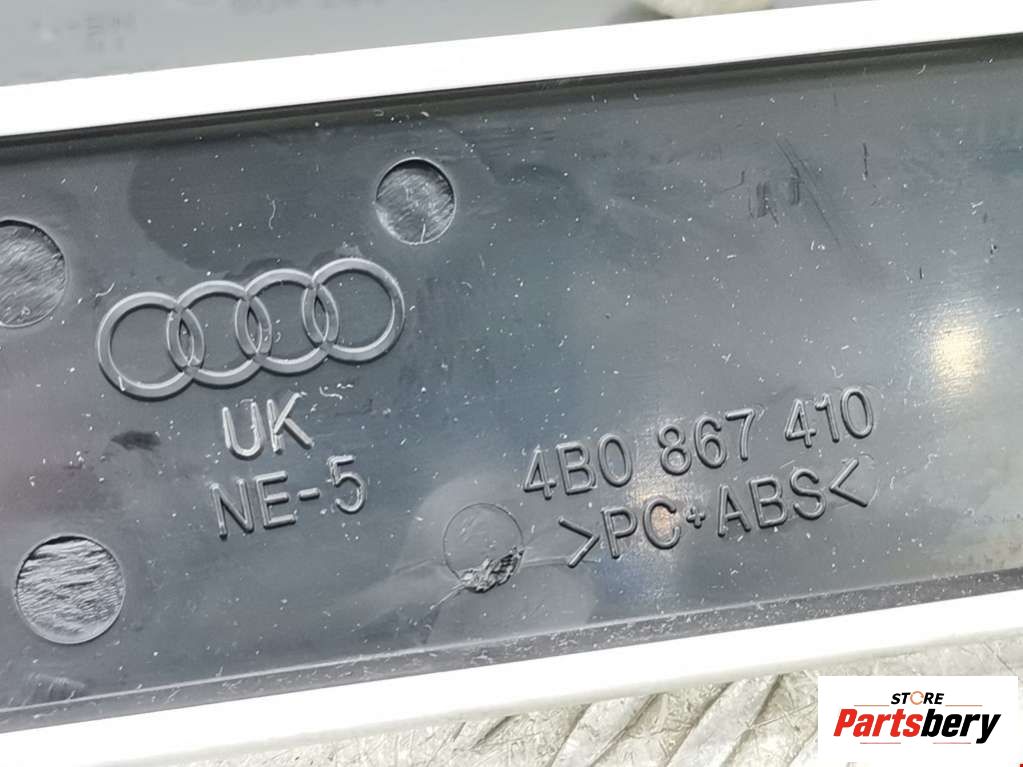 UK
NE-5
4B0 867 410
>PC+ABS<
STORE
Partsbery